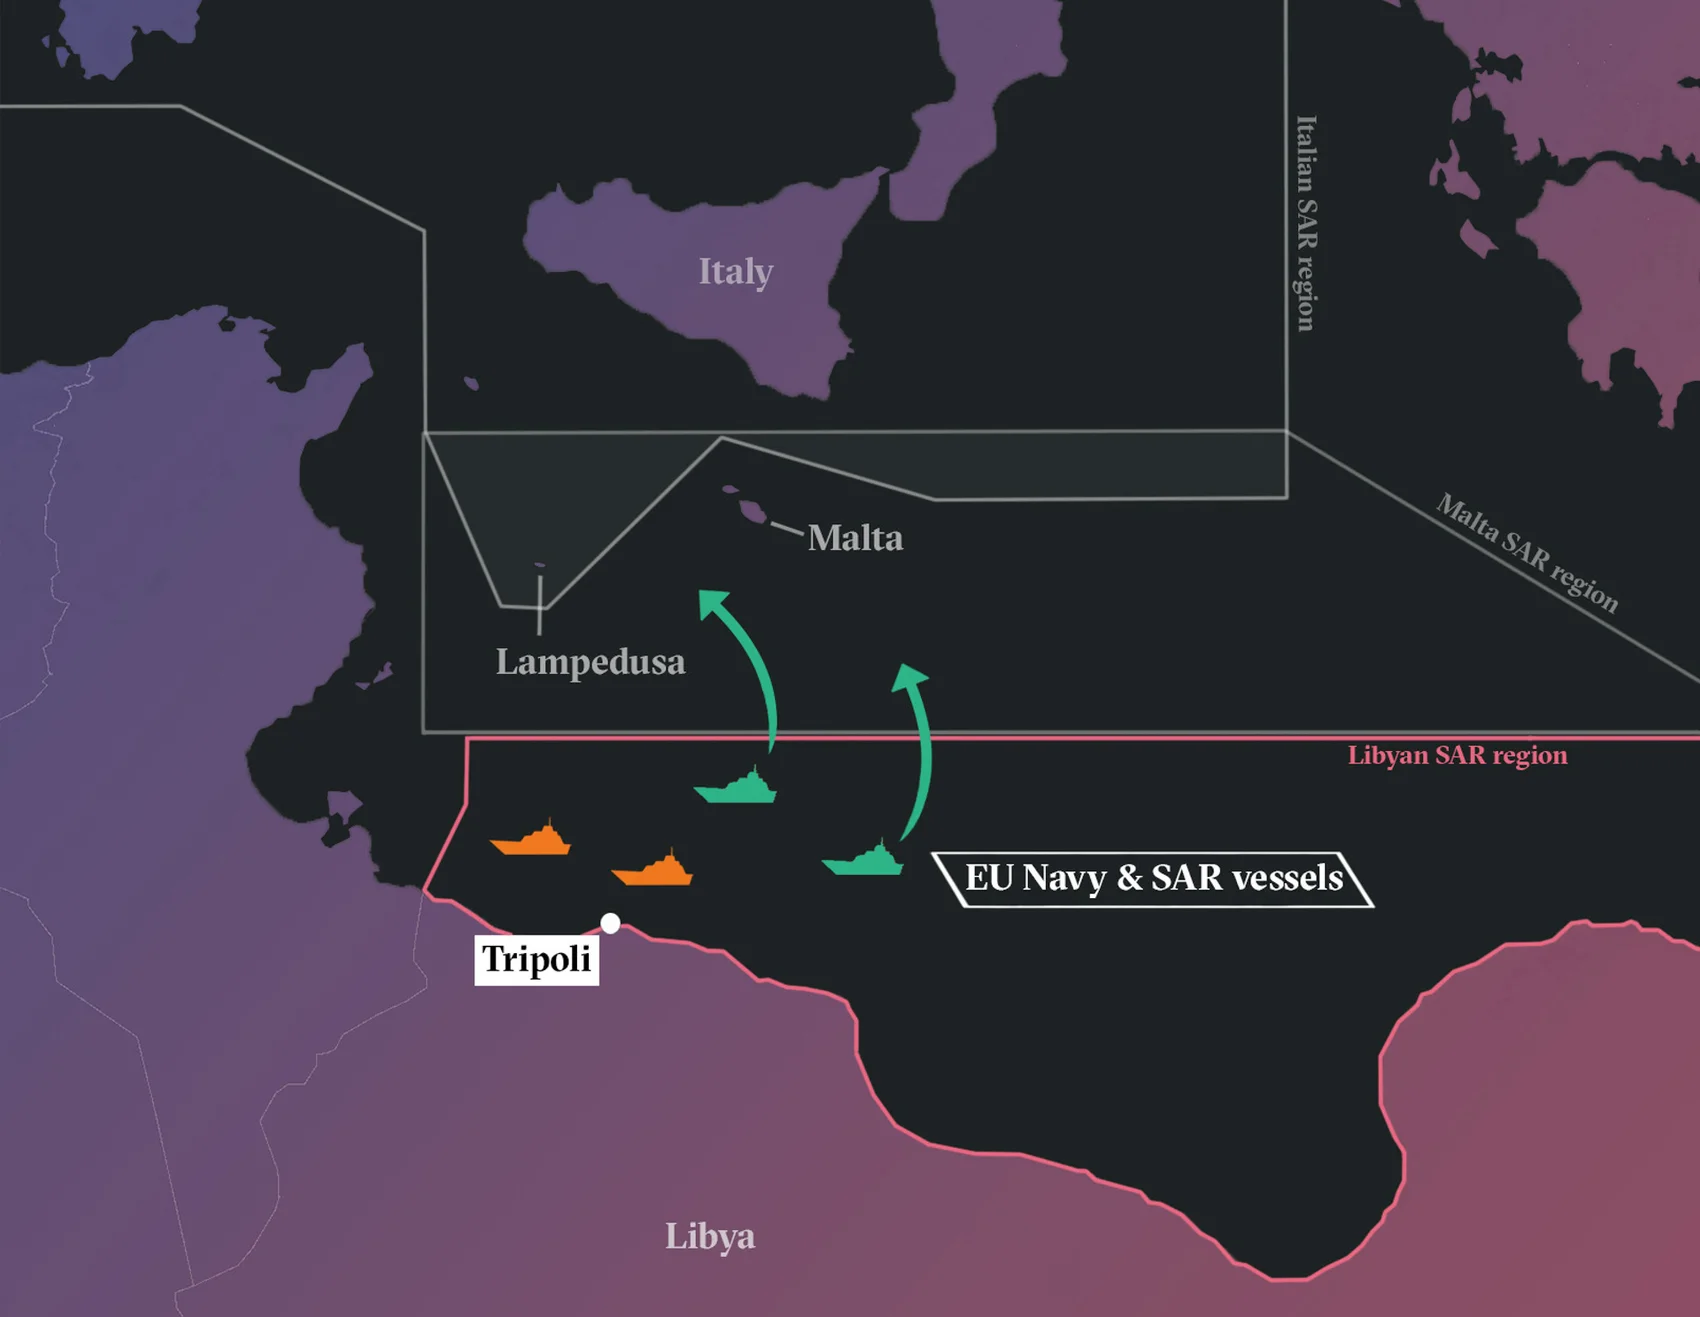 Italian SAR region
Italy
Malta SAR region
Malta
Lampedusa
Libyan SAR region
EU Navy & SAR vessels
Tripoli
Libya